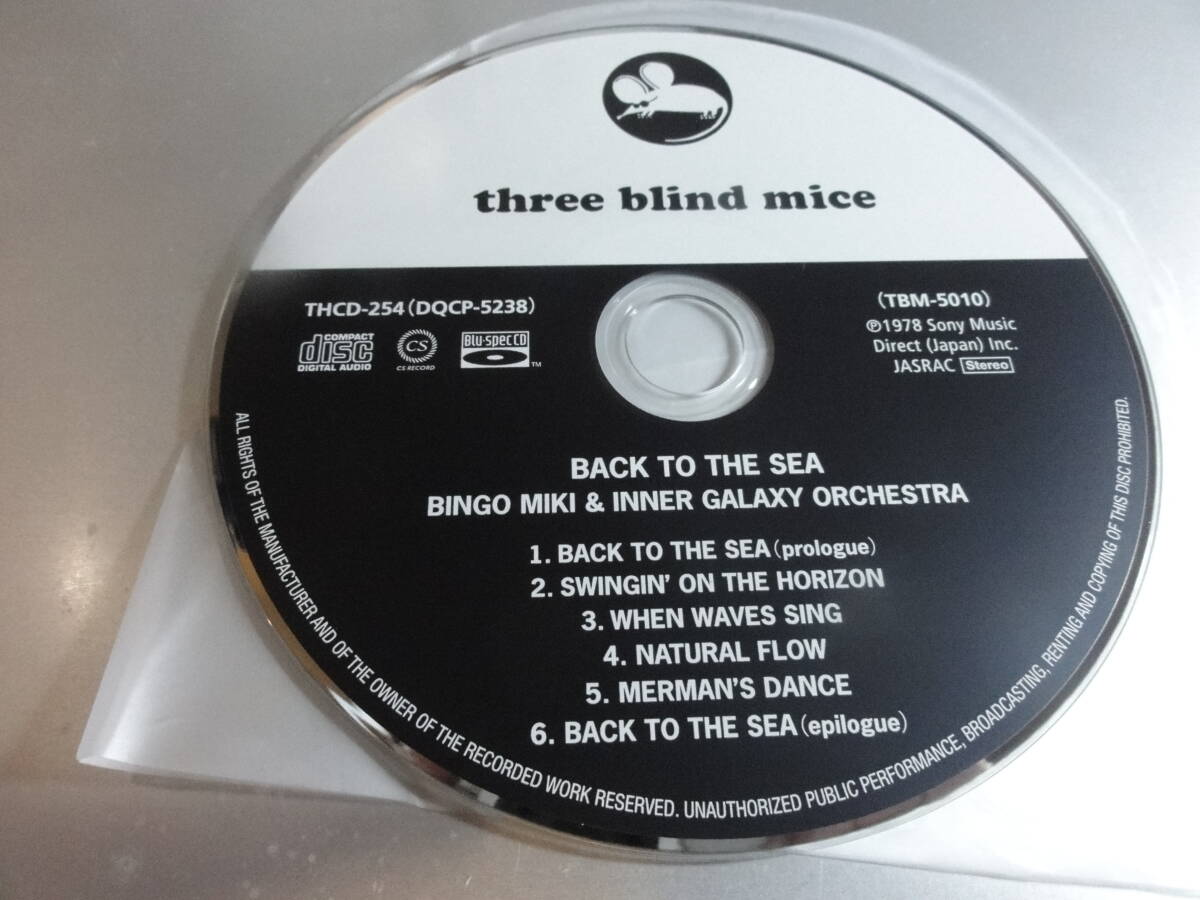 three blind mice
THCD-254(DQCP-5238)
COMPACT
disc
DIGITAL AUDIO
CS
CS RECORD
Blu-specCD
TM
(TBM-5010)
℗1978 Sony Music
Direct (Japan) Inc.
JASRAC Stereo
BACK TO THE SEA
BINGO MIKI & INNER GALAXY ORCHESTRA
1. BACK TO THE SEA(prologue)
2. SWINGIN' ON THE HORIZON
3. WHEN WAVES SING
4. NATURAL FLOW
5. MERMAN'S DANCE
6. BACK TO THE SEA(epilogue)
ALL RIGHTS OF THE MANUFACTURER AND OF THE OWNER OF THE RECORDED WORK RESERVED. UNAUTHORIZED PUBLIC PERFORMANCE, BROADCASTING, RENTING AND COPYING OF THIS DISC PROHIBITED.